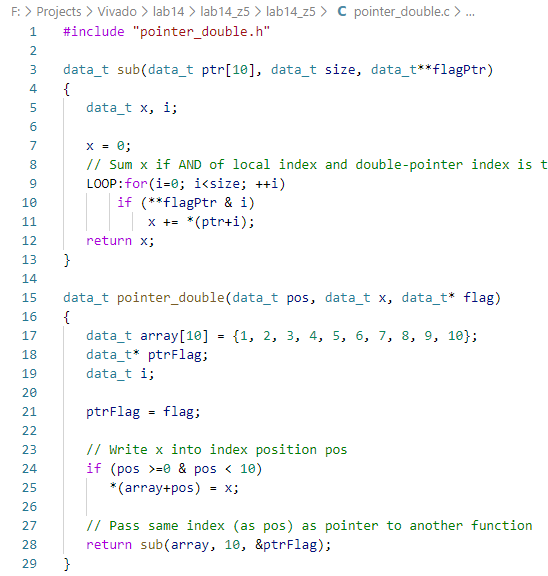 F: > Projects > Vivado > lab14 > lab14_z5 > lab14_z5 > C pointer_double.c > ...
1 #include "pointer_double.h"
2
3 data_t sub(data_t ptr[10], data_t size, data_t**flagPtr)
4 {
5 data_t x, i;
6
7 x = 0;
8 // Sum x if AND of local index and double-pointer index is t
9 LOOP:for(i=0; i<size; ++i)
10 if (**flagPtr & i)
11 x += *(ptr+i);
12 return x;
13 }
14
15 data_t pointer_double(data_t pos, data_t x, data_t* flag)
16 {
17 data_t array[10] = {1, 2, 3, 4, 5, 6, 7, 8, 9, 10};
18 data_t* ptrFlag;
19 data_t i;
20
21 ptrFlag = flag;
22
23 // Write x into index position pos
24 if (pos >=0 & pos < 10)
25 *(array+pos) = x;
26
27 // Pass same index (as pos) as pointer to another function
28 return sub(array, 10, &ptrFlag);
29 }